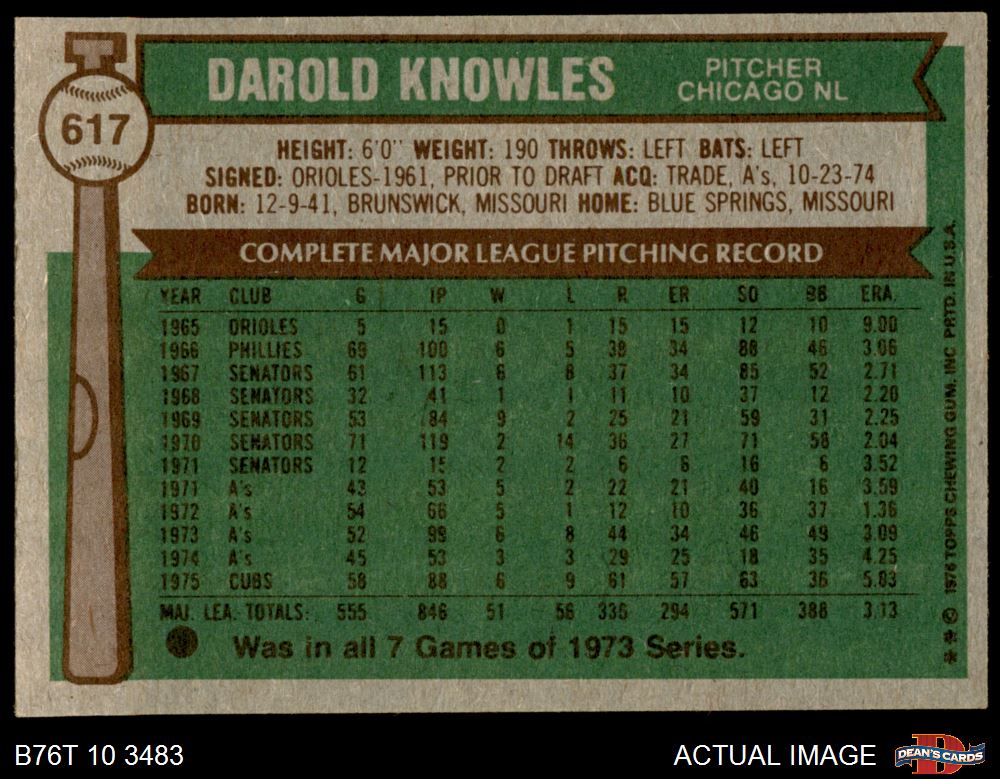 617
DAROLD KNOWLES
PITCHER
CHICAGO NL
HEIGHT: 6'0" WEIGHT: 190 THROWS: LEFT BATS: LEFT
SIGNED: ORIOLES-1961, PRIOR TO DRAFT ACQ: TRADE, A's, 10-23-74
BORN: 12-9-41, BRUNSWICK, MISSOURI HOME: BLUE SPRINGS, MISSOURI
COMPLETE MAJOR LEAGUE PITCHING RECORD
YEAR CLUB G IP W L R ER SO BB ERA.
1965 ORIOLES 5 15 0 1 15 15 12 10 9.00
1966 PHILLIES 69 100 6 5 38 34 88 46 3.06
1967 SENATORS 61 113 6 8 37 34 85 52 2.71
1968 SENATORS 32 41 1 1 11 10 37 12 2.20
1969 SENATORS 53 84 9 2 25 21 59 31 2.25
1970 SENATORS 71 119 2 14 36 27 71 58 2.04
1971 SENATORS 12 15 2 2 6 6 16 6 3.52
1971 A's 43 53 5 2 22 21 40 16 3.59
1972 A's 54 66 5 1 12 10 36 37 1.36
1973 A's 52 99 6 8 44 34 46 49 3.09
1974 A's 45 53 3 3 29 25 18 35 4.25
1975 CUBS 58 88 6 9 61 57 63 36 5.83
MAJ. LEA. TOTALS: 555 846 51 56 336 294 571 388 3.13
Was in all 7 Games of 1973 Series.
** © 1976 TOPPS CHEWING GUM, INC PRTD. IN U.S.A.
B76T 10 3483
ACTUAL IMAGE
D
DEAN'S CARDS